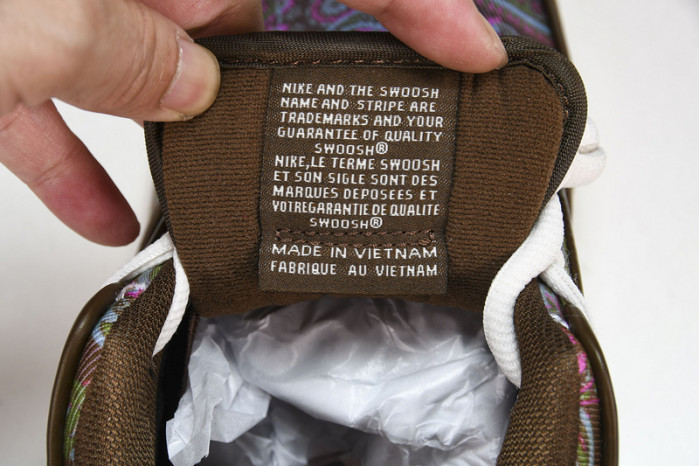 NIKE AND THE SWOOSH
NAME AND STRIPE ARE
TRADEMARKS AND YOUR
GUARANTEE OF QUALITY
SWOOSH®
NIKE,LE TERME SWOOSH
ET SON SIGLE SONT DES
MARQUES DEPOSEES ET
VOTREGARANTIE DE QUALITE
SWOOSH®
MADE IN VIETNAM
FABRIQUE AU VIETNAM